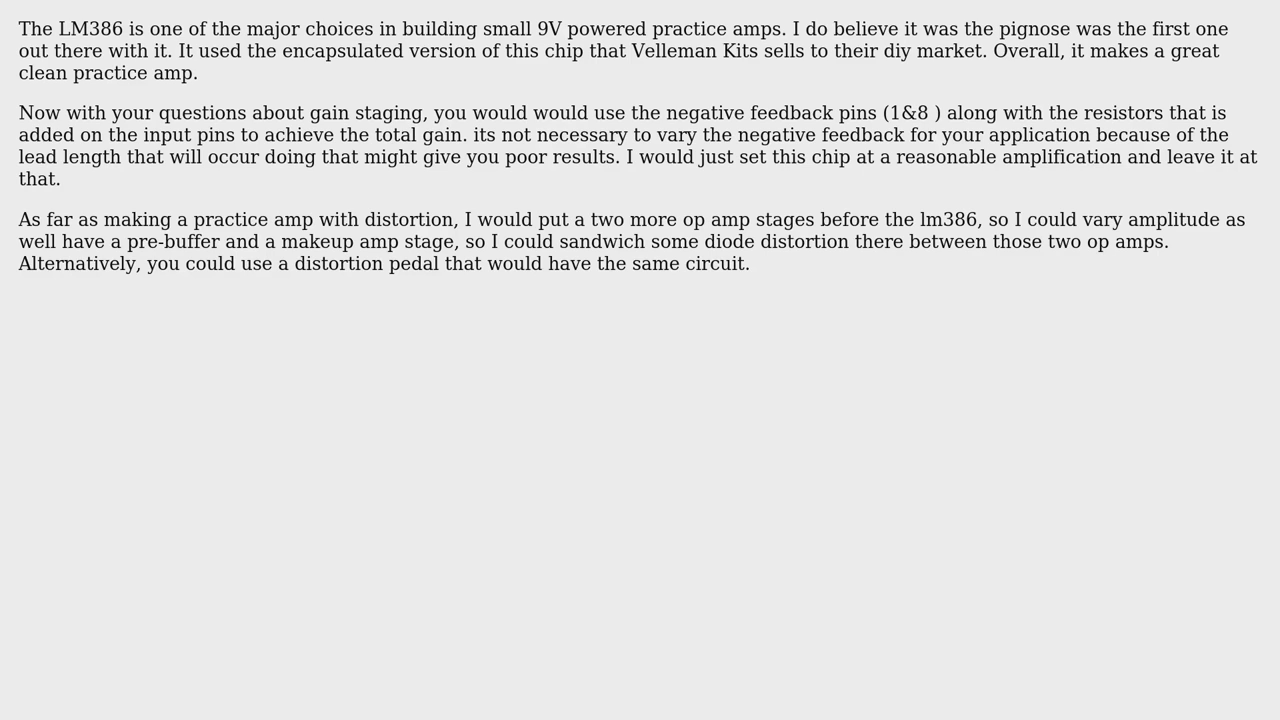 The LM386 is one of the major choices in building small 9V powered practice amps. I do believe it was the pignose was the first one
out there with it. It used the encapsulated version of this chip that Velleman Kits sells to their diy market. Overall, it makes a great
clean practice amp.
Now with your questions about gain staging, you would would use the negative feedback pins (1&8 ) along with the resistors that is
added on the input pins to achieve the total gain. its not necessary to vary the negative feedback for your application because of the
lead length that will occur doing that might give you poor results. I would just set this chip at a reasonable amplification and leave it at
that.
As far as making a practice amp with distortion, I would put a two more op amp stages before the lm386, so I could vary amplitude as
well have a pre-buffer and a makeup amp stage, so I could sandwich some diode distortion there between those two op amps.
Alternatively, you could use a distortion pedal that would have the same circuit.